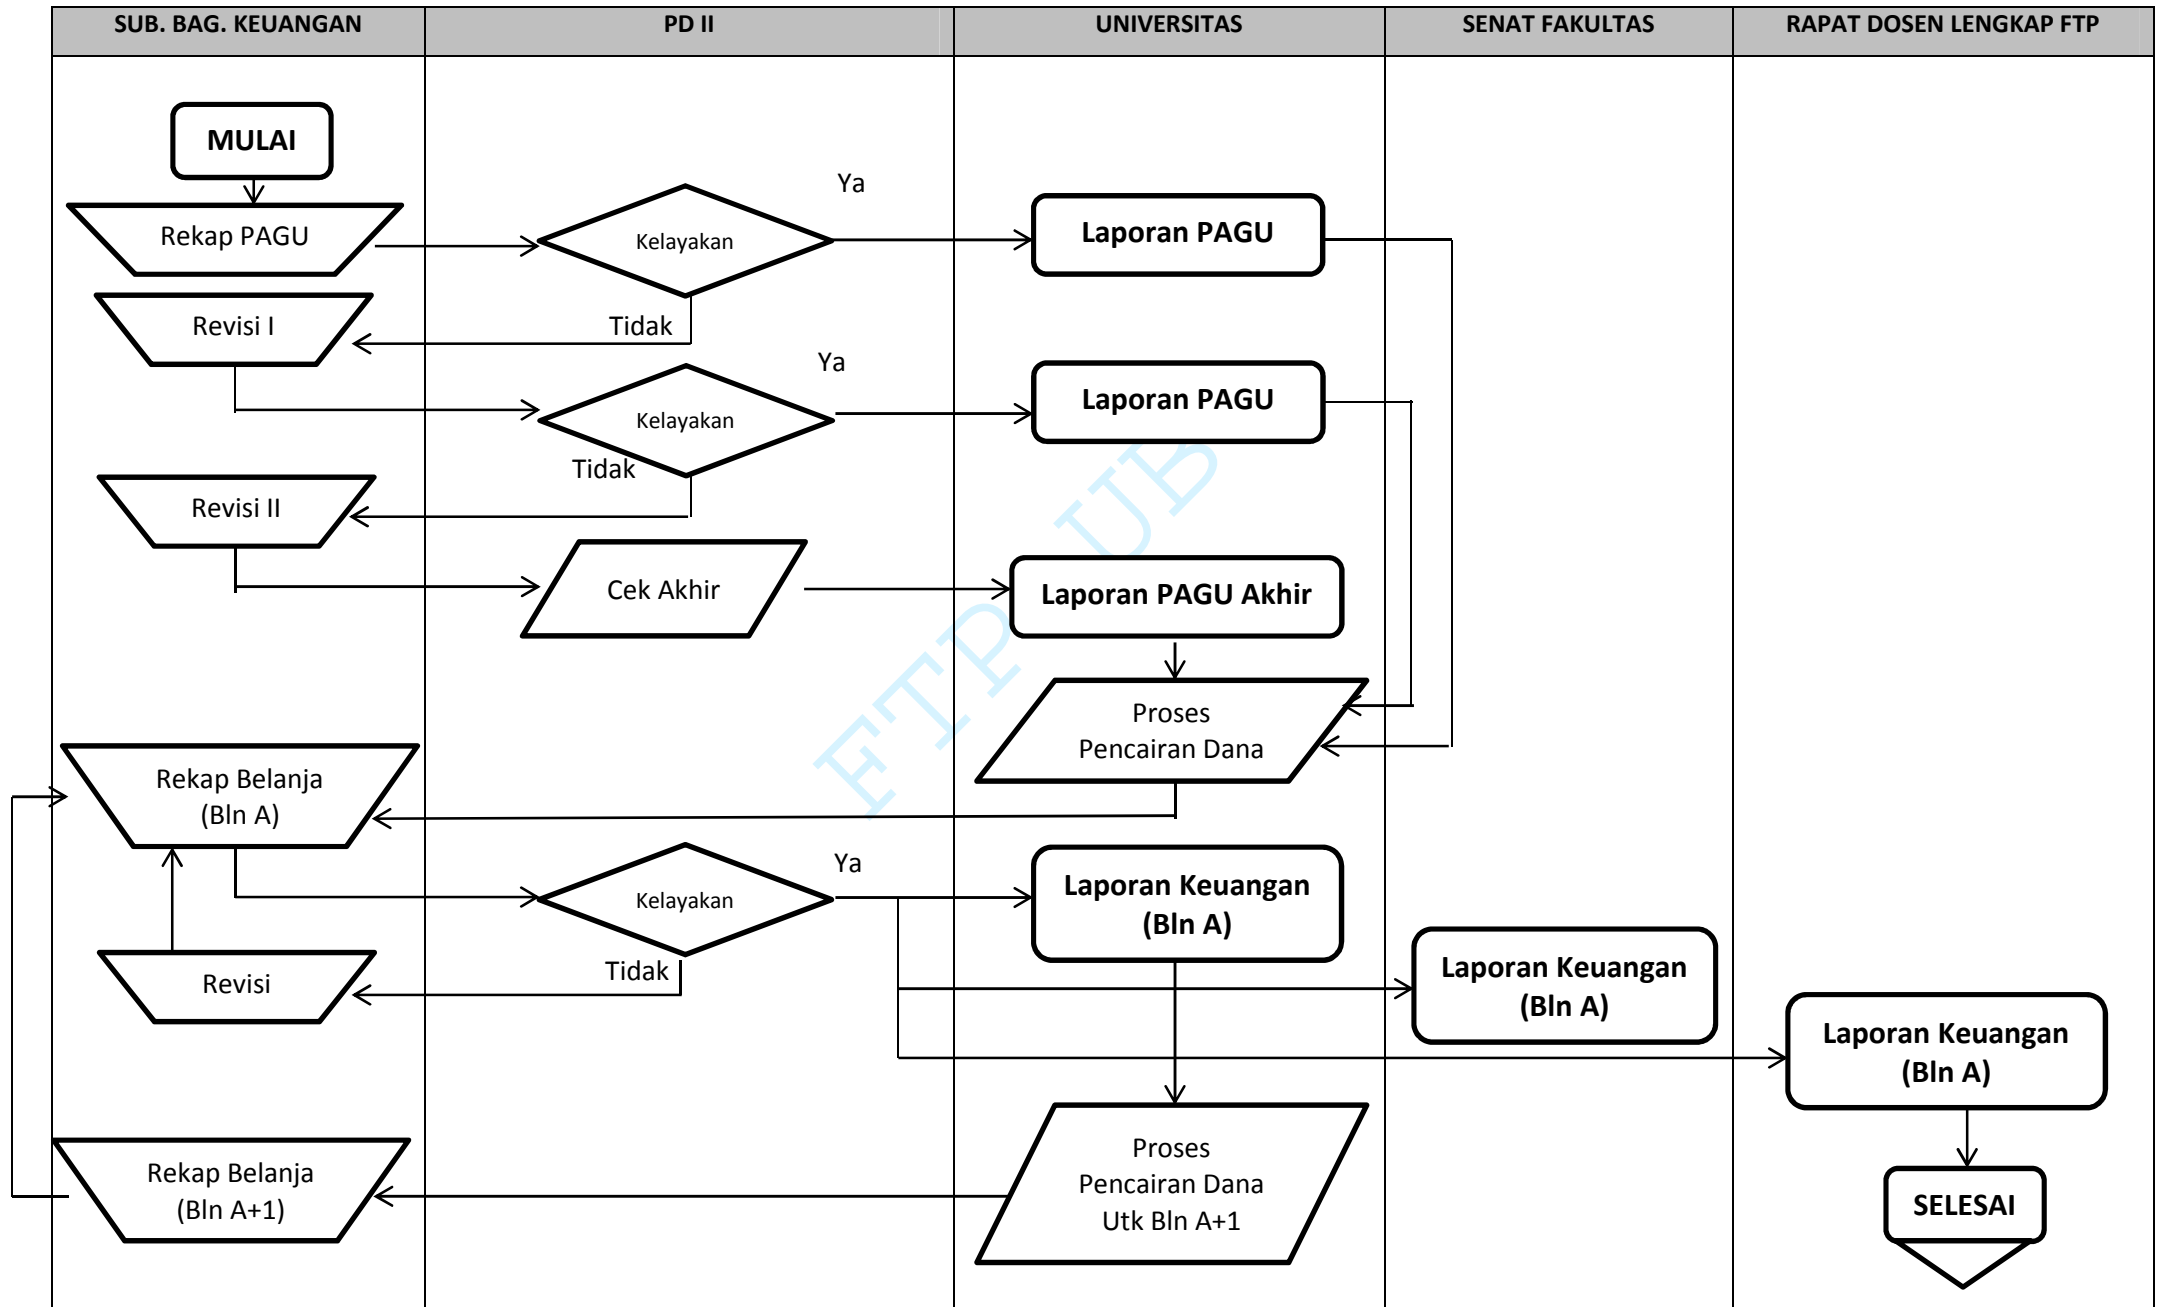 SUB. BAG. KEUANGAN
PD II
UNIVERSITAS
SENAT FAKULTAS
RAPAT DOSEN LENGKAP FTP
MULAI
Rekap PAGU
Kelayakan
Ya
Laporan PAGU
Revisi I
Tidak
Kelayakan
Ya
Laporan PAGU
Tidak
Revisi II
Cek Akhir
Laporan PAGU Akhir
FTP UB
Proses
Pencairan Dana
Rekap Belanja
(Bln A)
Kelayakan
Ya
Laporan Keuangan
(Bln A)
Revisi
Tidak
Laporan Keuangan
(Bln A)
Laporan Keuangan
(Bln A)
Rekap Belanja
(Bln A+1)
Proses
Pencairan Dana
Utk Bln A+1
SELESAI